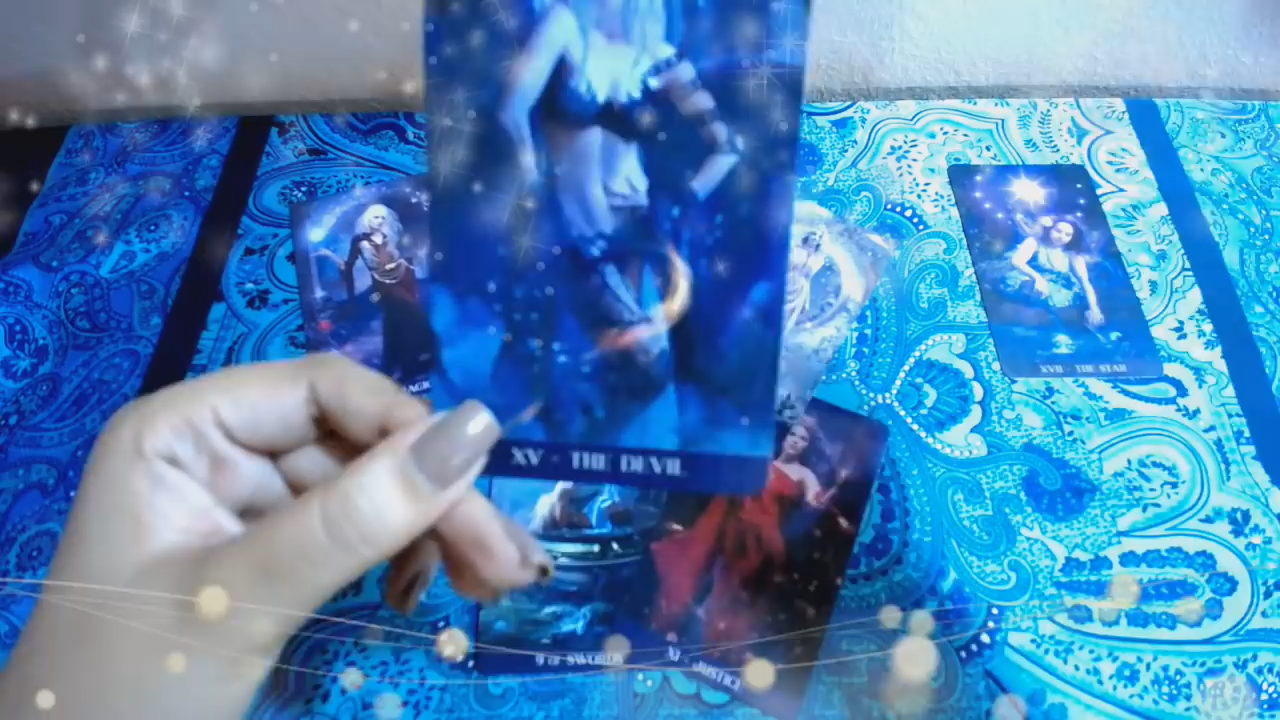 XVII - THE STAR
XV - THE DEVIL
9 OF SWORDS
XI - JUSTICE